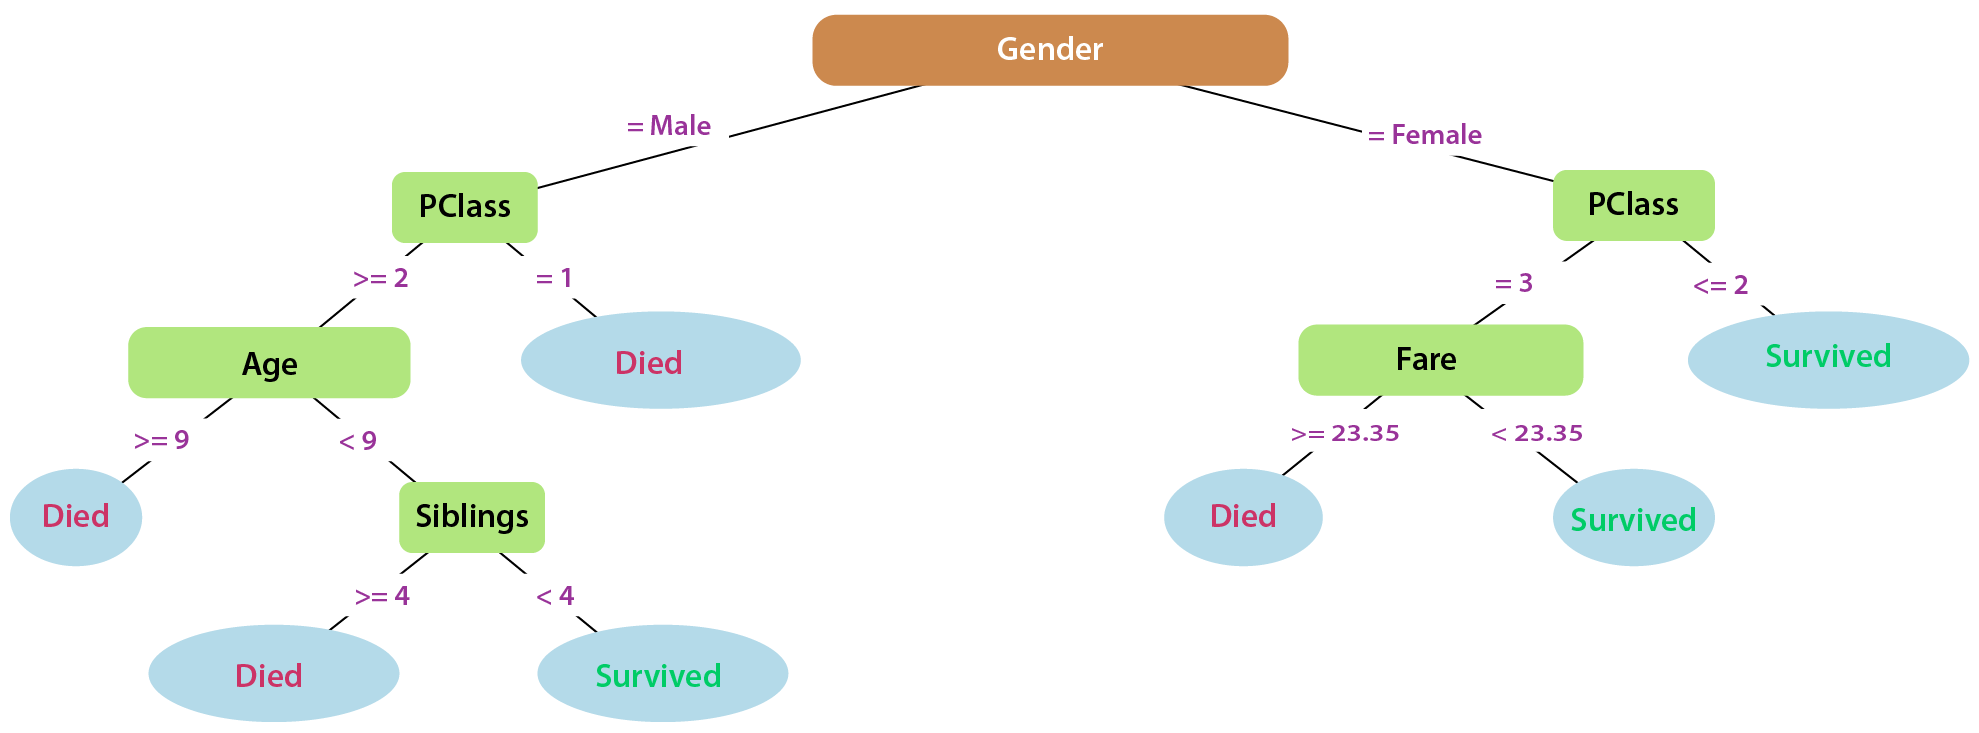 Gender
= Male
= Female
PClass
PClass
>= 2
= 1
= 3
<= 2
Age
Died
Fare
Survived
>= 9
< 9
>= 23.35
< 23.35
Died
Siblings
Died
Survived
>= 4
< 4
Died
Survived